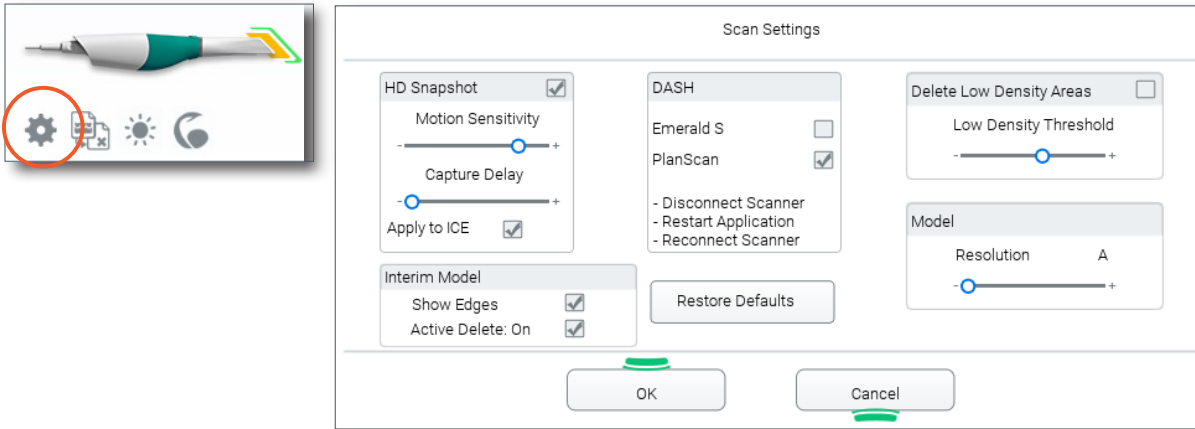 Scan Settings
HD Snapshot
Motion Sensitivity
- +
Capture Delay
- +
Apply to ICE
Interim Model
Show Edges
Active Delete: On
DASH
Emerald S
PlanScan
- Disconnect Scanner
- Restart Application
- Reconnect Scanner
Restore Defaults
Delete Low Density Areas
Low Density Threshold
- +
Model
Resolution A
- +
OK
Cancel